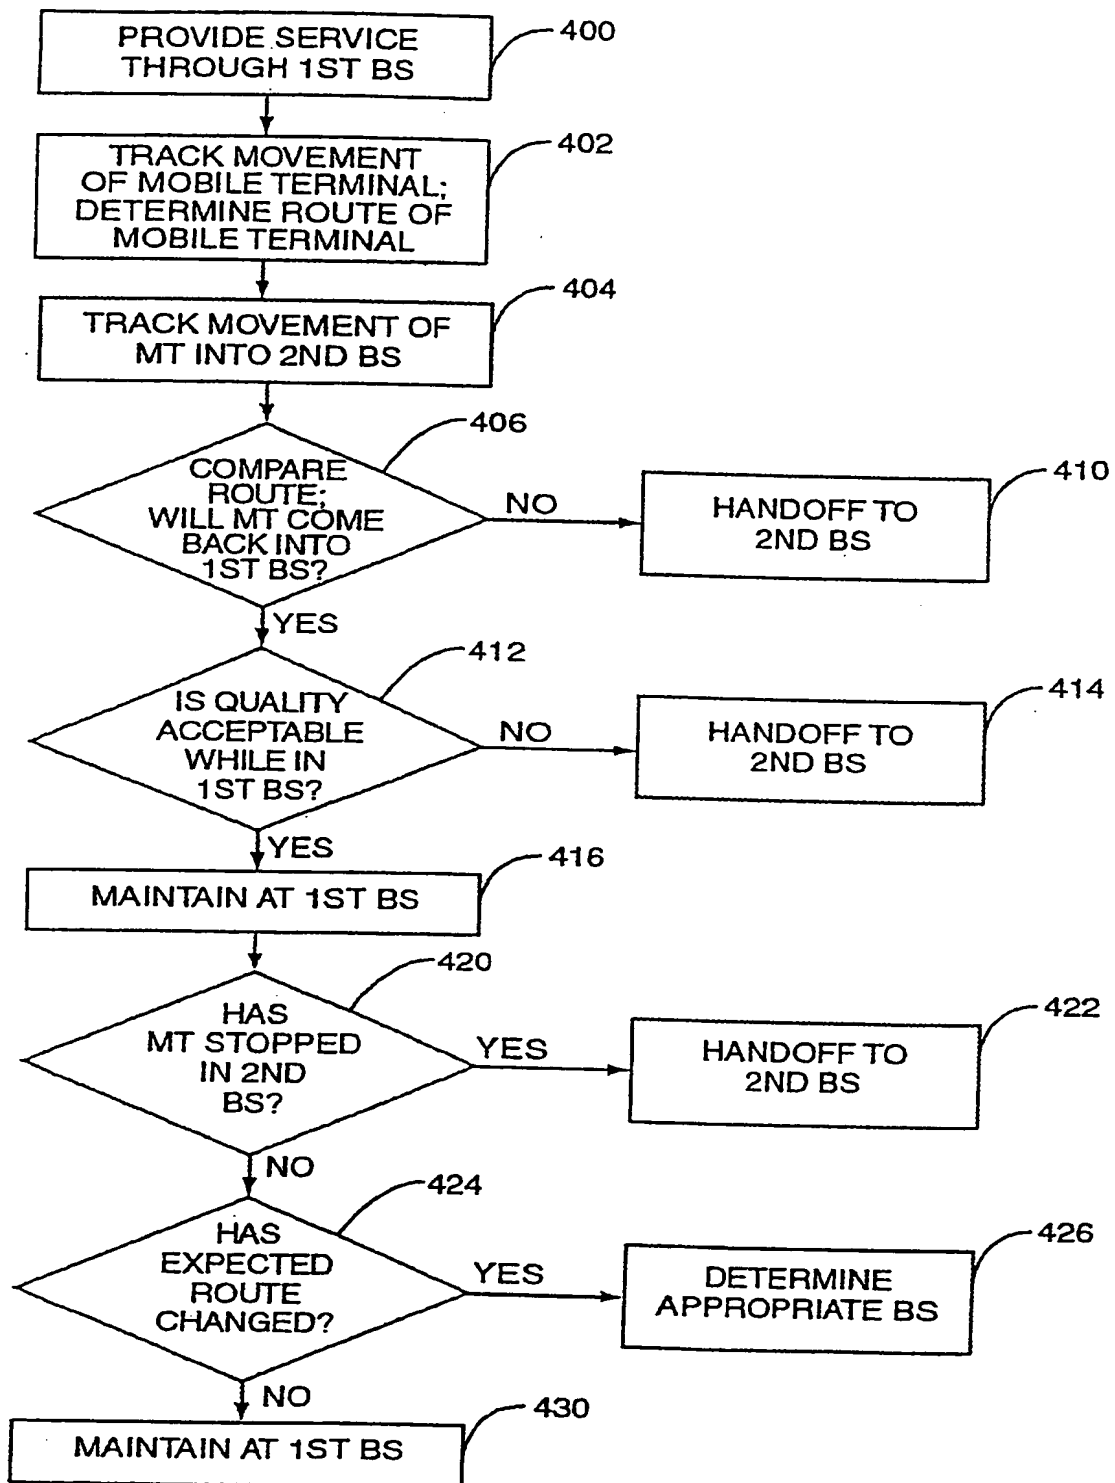 PROVIDE SERVICE
THROUGH 1ST BS
400
TRACK MOVEMENT
OF MOBILE TERMINAL;
DETERMINE ROUTE OF
MOBILE TERMINAL
402
TRACK MOVEMENT OF
MT INTO 2ND BS
404
COMPARE
ROUTE;
WILL MT COME
BACK INTO
1ST BS?
406
NO
HANDOFF TO
2ND BS
410
YES
IS QUALITY
ACCEPTABLE
WHILE IN
1ST BS?
412
NO
HANDOFF TO
2ND BS
414
YES
MAINTAIN AT 1ST BS
416
HAS
MT STOPPED
IN 2ND
BS?
420
YES
HANDOFF TO
2ND BS
422
NO
HAS
EXPECTED
ROUTE
CHANGED?
424
YES
DETERMINE
APPROPRIATE BS
426
NO
MAINTAIN AT 1ST BS
430